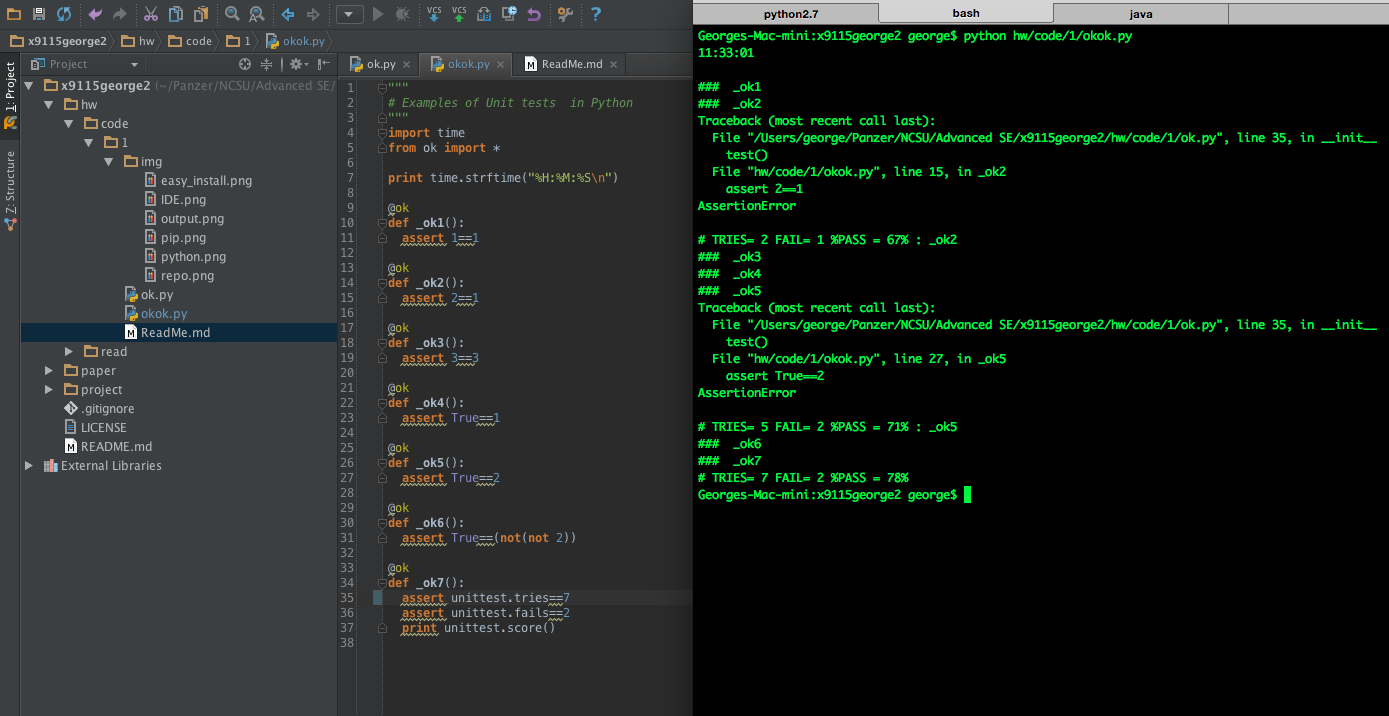 x9115george2 hw code 1 okok.py
1: Project
Z: Structure
Project
x9115george2 (~/Panzer/NCSU/Advanced SE/
hw
code
1
img
easy_install.png
IDE.png
output.png
pip.png
python.png
repo.png
ok.py
okok.py
ReadMe.md
read
paper
project
.gitignore
LICENSE
README.md
External Libraries
ok.py okok.py ReadMe.md
1 """
2 # Examples of Unit tests  in Python
3 """
4 import time
5 from ok import *
6
7 print time.strftime("%H:%M:%S\n")
8
9 @ok
10 def _ok1():
11   assert 1==1
12
13 @ok
14 def _ok2():
15   assert 2==1
16
17 @ok
18 def _ok3():
19   assert 3==3
20
21 @ok
22 def _ok4():
23   assert True==1
24
25 @ok
26 def _ok5():
27   assert True==2
28
29 @ok
30 def _ok6():
31   assert True==(not(not 2))
32
33 @ok
34 def _ok7():
35   assert unittest.tries==7
36   assert unittest.fails==2
37   print unittest.score()
38
python2.7 bash java
Georges-Mac-mini:x9115george2 george$ python hw/code/1/okok.py
11:33:01
###  _ok1
###  _ok2
Traceback (most recent call last):
  File "/Users/george/Panzer/NCSU/Advanced SE/x9115george2/hw/code/1/ok.py", line 35, in __init__
    test()
  File "hw/code/1/okok.py", line 15, in _ok2
    assert 2==1
AssertionError
# TRIES= 2 FAIL= 1 %PASS = 67% : _ok2
###  _ok3
###  _ok4
###  _ok5
Traceback (most recent call last):
  File "/Users/george/Panzer/NCSU/Advanced SE/x9115george2/hw/code/1/ok.py", line 35, in __init__
    test()
  File "hw/code/1/okok.py", line 27, in _ok5
    assert True==2
AssertionError
# TRIES= 5 FAIL= 2 %PASS = 71% : _ok5
###  _ok6
###  _ok7
# TRIES= 7 FAIL= 2 %PASS = 78%
Georges-Mac-mini:x9115george2 george$